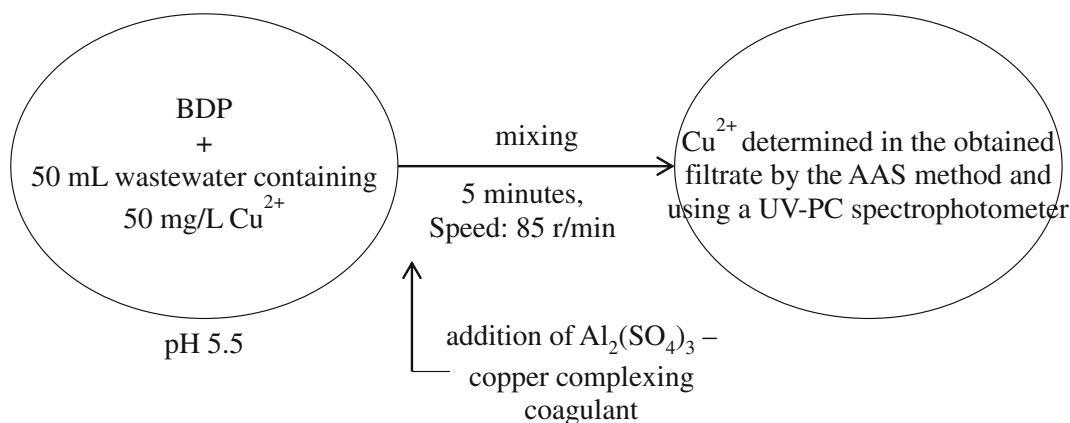 BDP
+
50 mL wastewater containing
50 mg/L Cu²⁺
pH 5.5
mixing
5 minutes,
Speed: 85 r/min
addition of Al₂(SO₄)₃ –
copper complexing
coagulant
Cu²⁺ determined in the obtained
filtrate by the AAS method and
using a UV-PC spectrophotometer